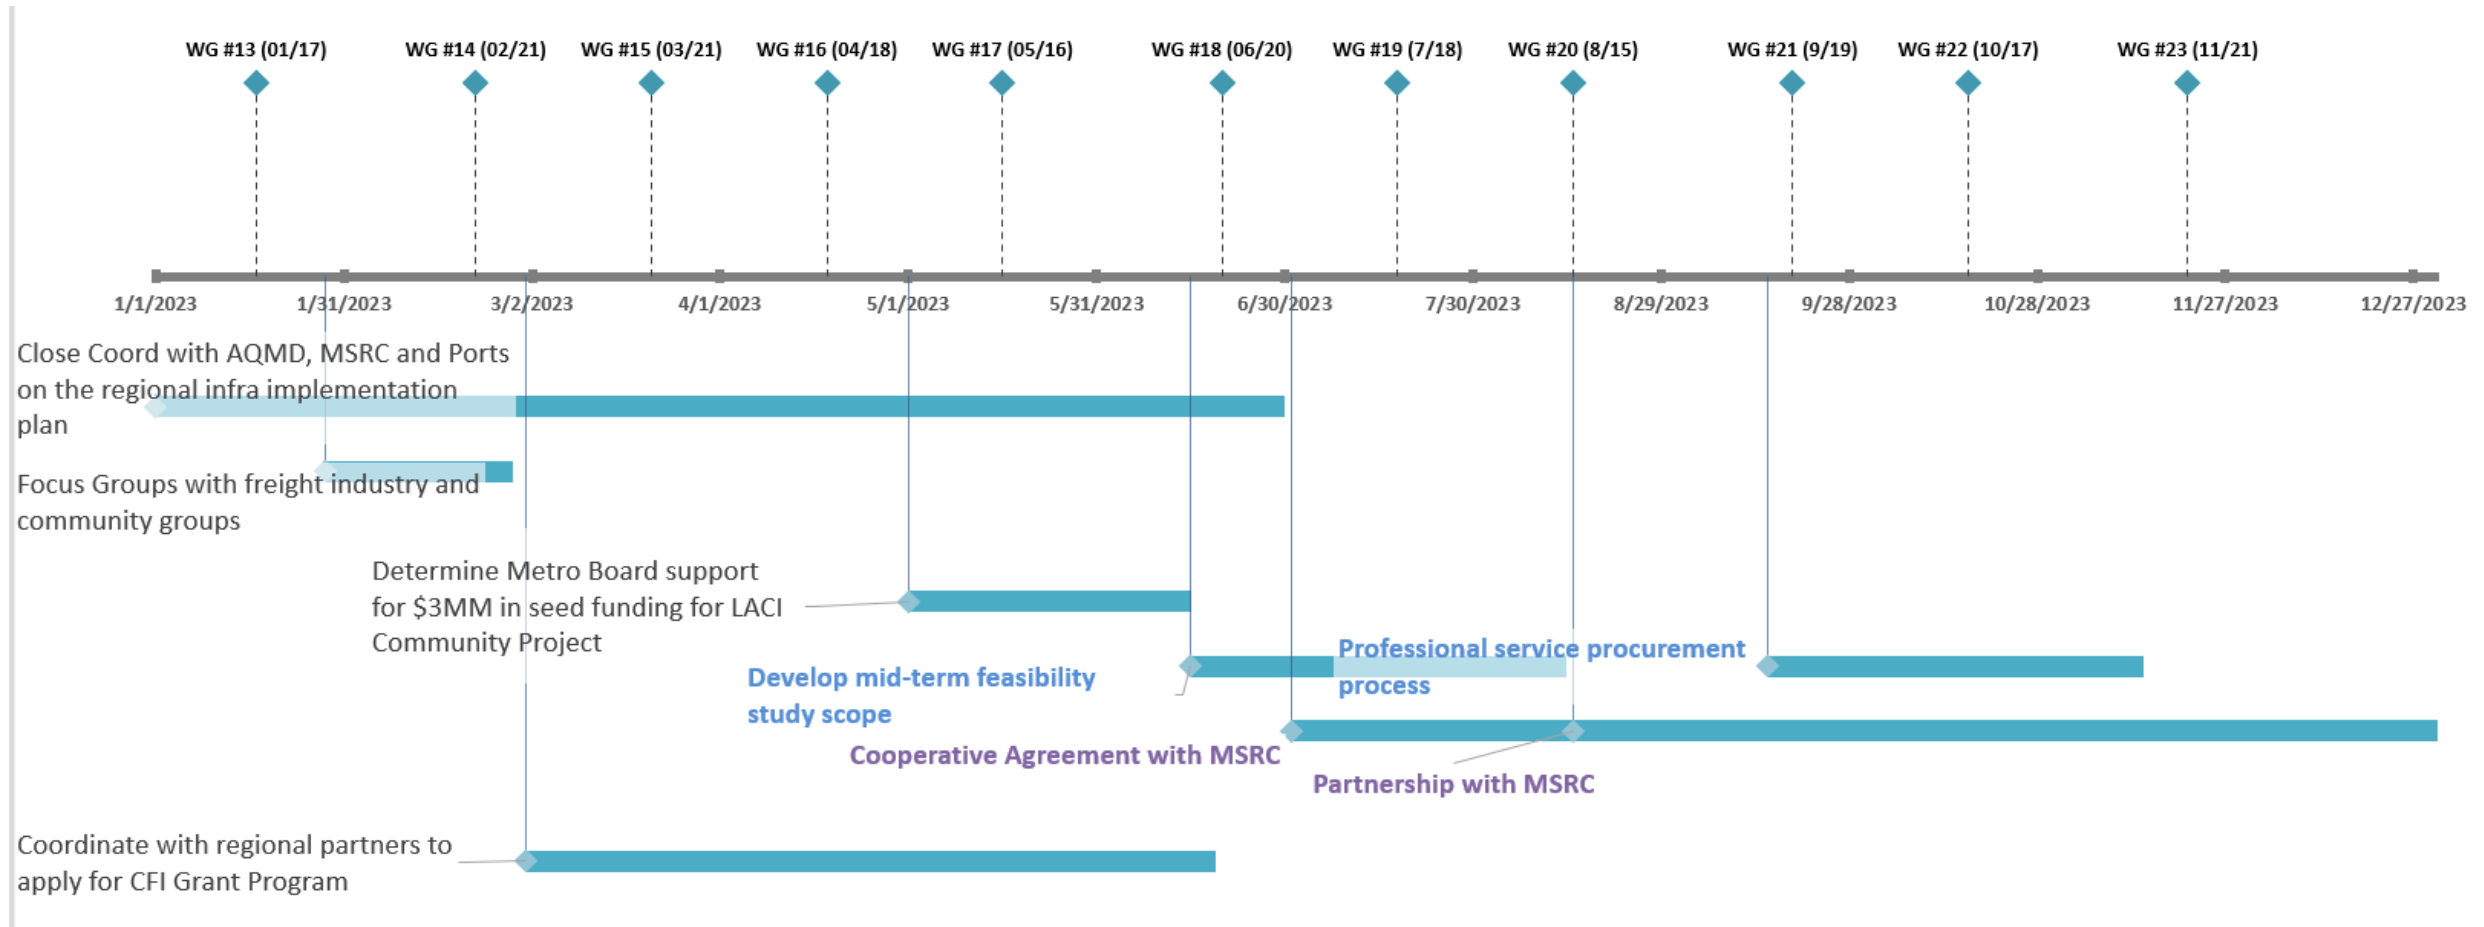 WG #13 (01/17)
WG #14 (02/21)
WG #15 (03/21)
WG #16 (04/18)
WG #17 (05/16)
WG #18 (06/20)
WG #19 (7/18)
WG #20 (8/15)
WG #21 (9/19)
WG #22 (10/17)
WG #23 (11/21)
1/1/2023
1/31/2023
3/2/2023
4/1/2023
5/1/2023
5/31/2023
6/30/2023
7/30/2023
8/29/2023
9/28/2023
10/28/2023
11/27/2023
12/27/2023
Close Coord with AQMD, MSRC and Ports
on the regional infra implementation
plan
Focus Groups with freight industry and
community groups
Determine Metro Board support
for $3MM in seed funding for LACI
Community Project
Develop mid-term feasibility
study scope
Professional service procurement
process
Cooperative Agreement with MSRC
Partnership with MSRC
Coordinate with regional partners to
apply for CFI Grant Program